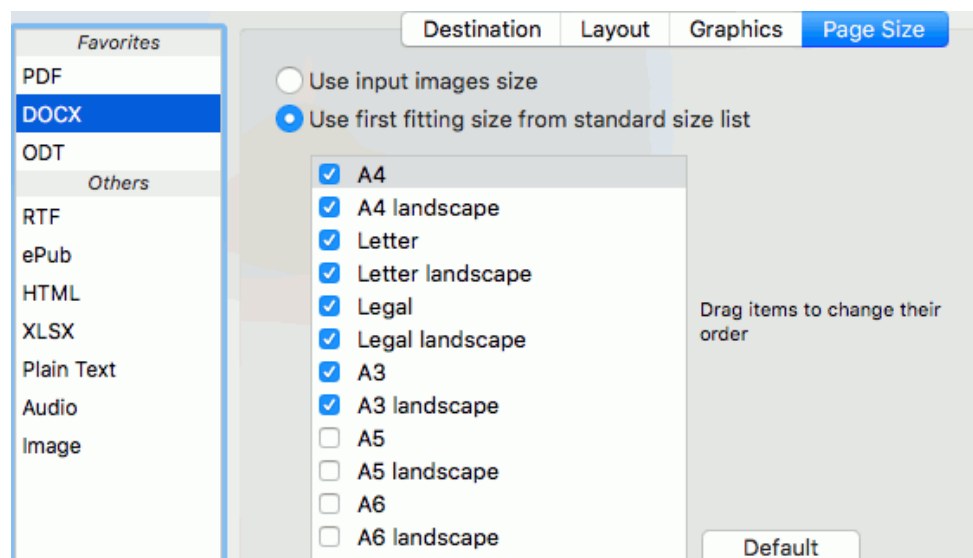 Favorites
PDF
DOCX
ODT
Others
RTF
ePub
HTML
XLSX
Plain Text
Audio
Image
Destination
Layout
Graphics
Page Size
Use input images size
Use first fitting size from standard size list
A4
A4 landscape
Letter
Letter landscape
Legal
Legal landscape
A3
A3 landscape
A5
A5 landscape
A6
A6 landscape
Drag items to change their
order
Default